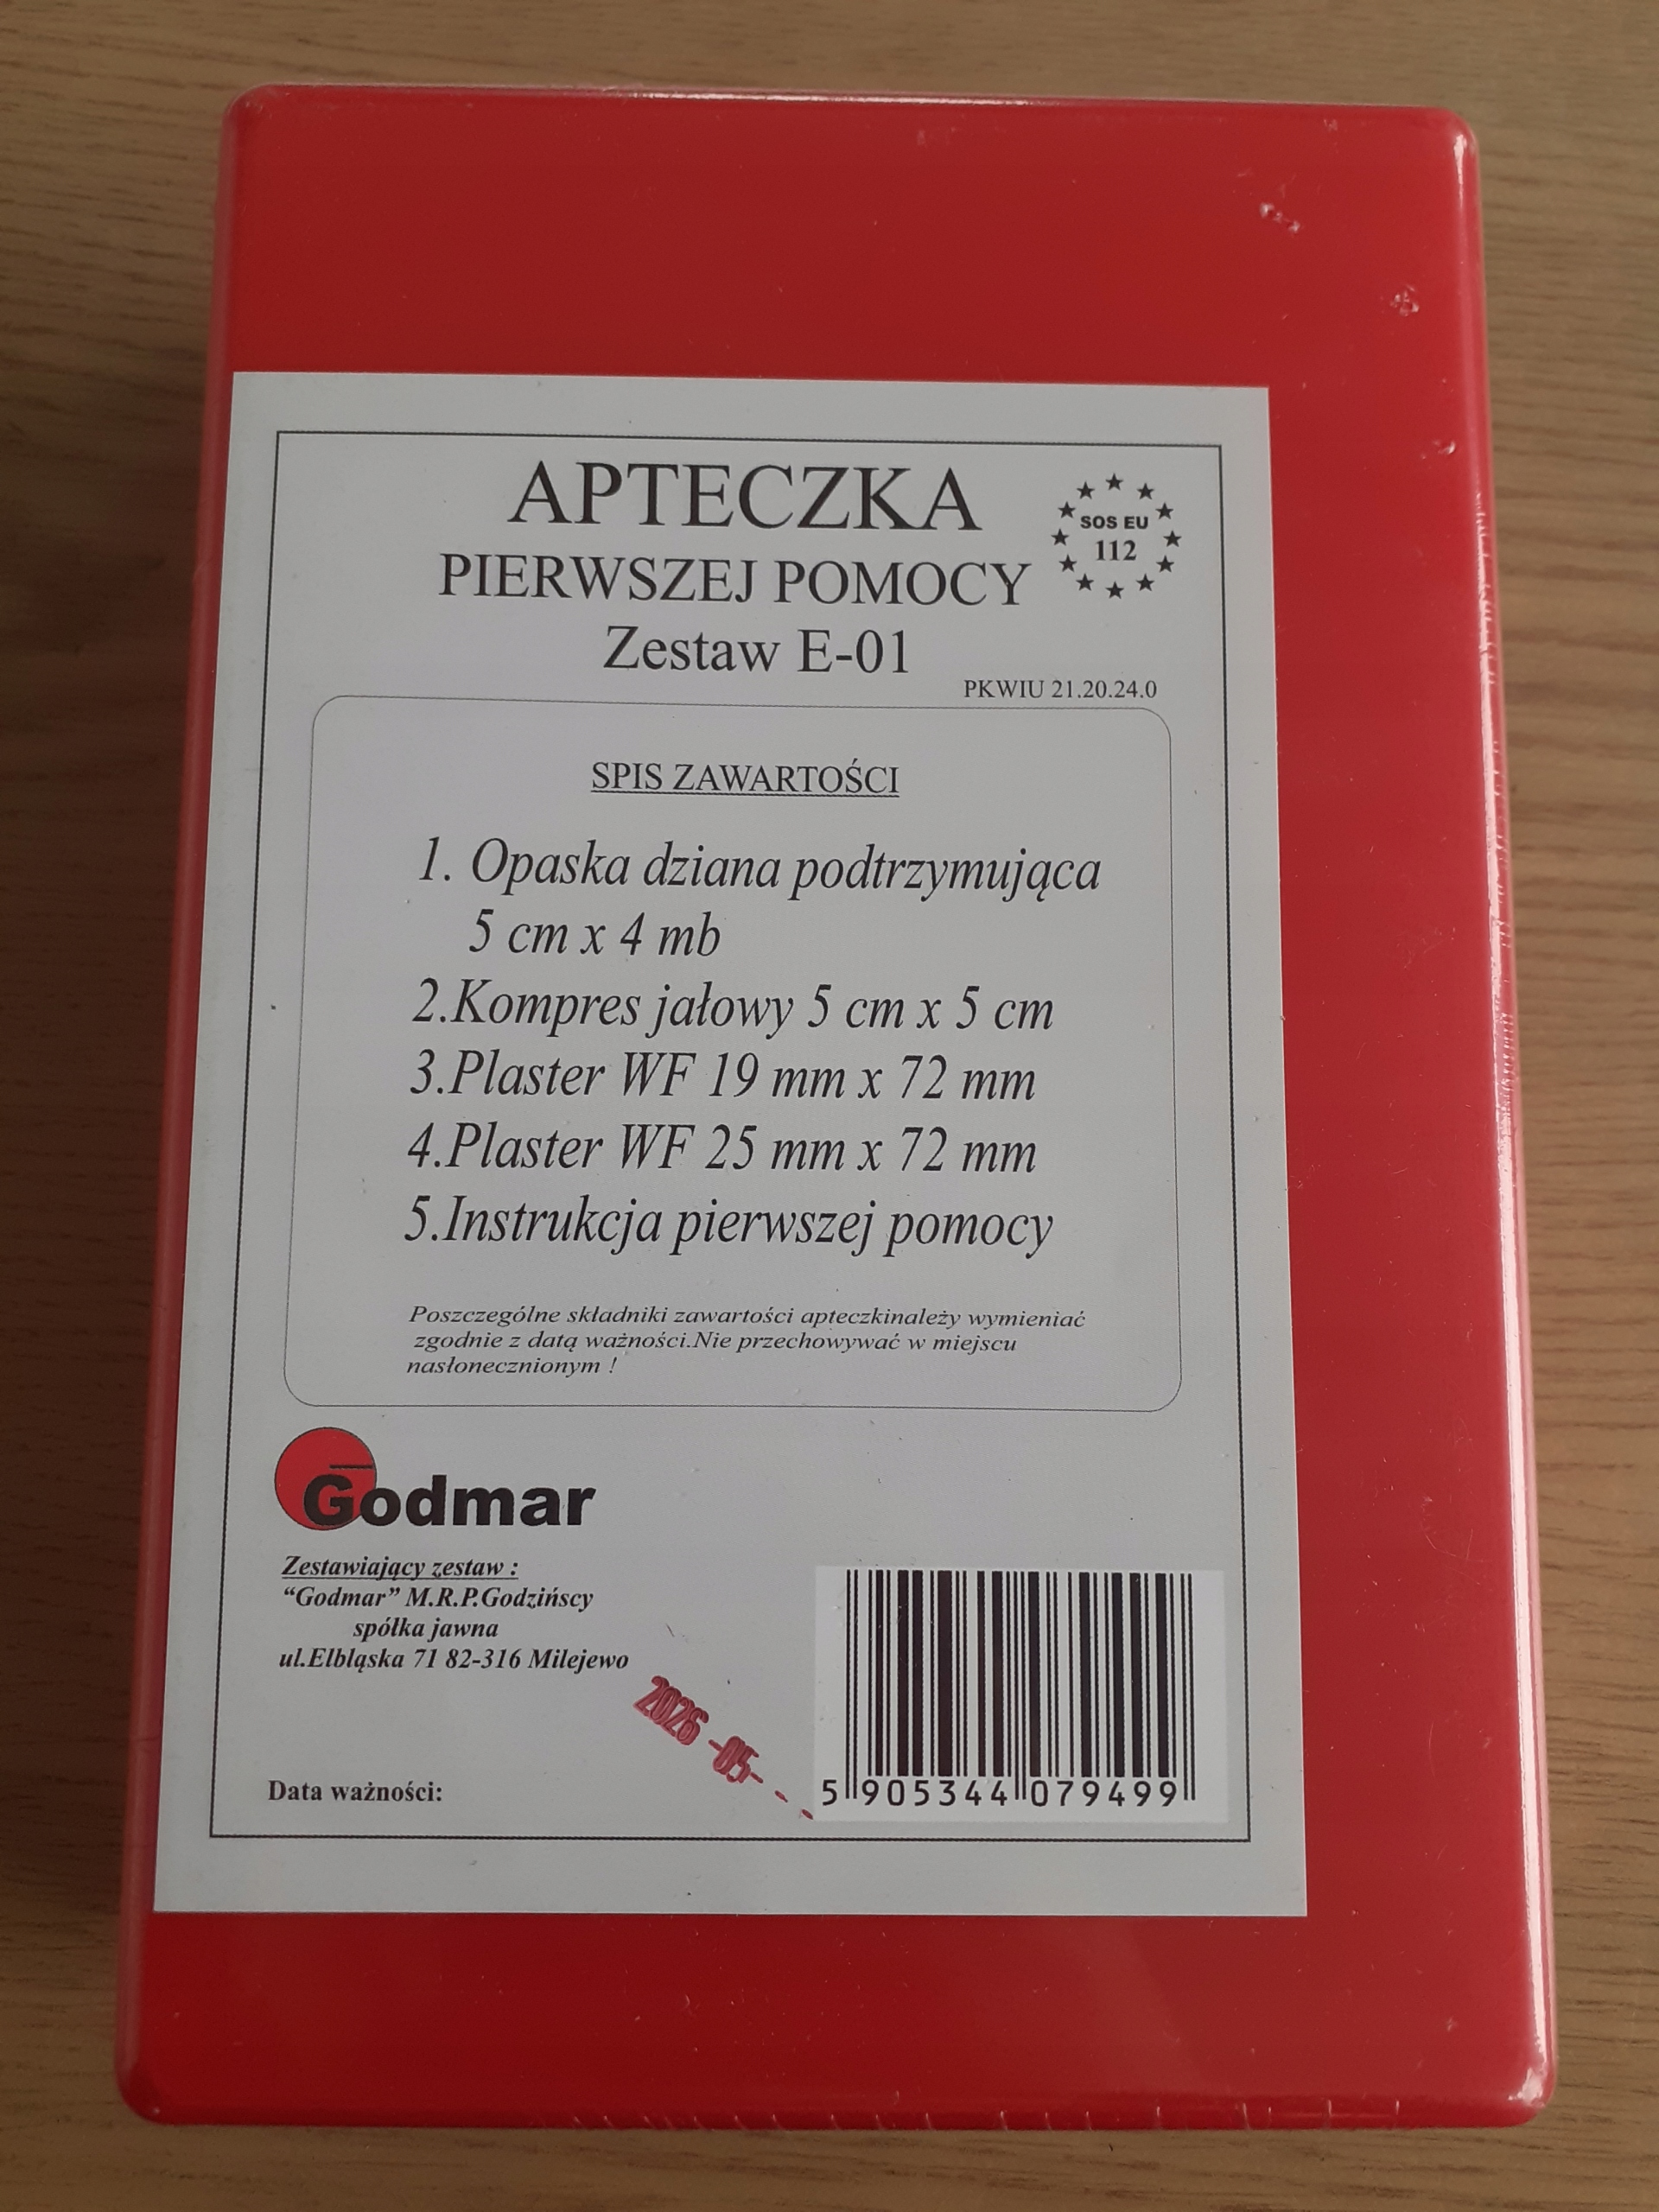 APTECZKA
PIERWSZEJ POMOCY
Zestaw E-01
SOS EU
112
PKWIU 21.20.24.0
SPIS ZAWARTOŚCI
1. Opaska dziana podtrzymująca
5 cm x 4 mb
2.Kompres jałowy 5 cm x 5 cm
3.Plaster WF 19 mm x 72 mm
4.Plaster WF 25 mm x 72 mm
5.Instrukcja pierwszej pomocy
Poszczególne składniki zawartości apteczkinależy wymieniać
zgodnie z datą ważności.Nie przechowywać w miejscu
nasłonecznionym !
Godmar
Zestawiający zestaw :
“Godmar” M.R.P.Godzińscy
spółka jawna
ul.Elbląska 71 82-316 Milejewo
2026 -05- - -
Data ważności:
5 905344 079499